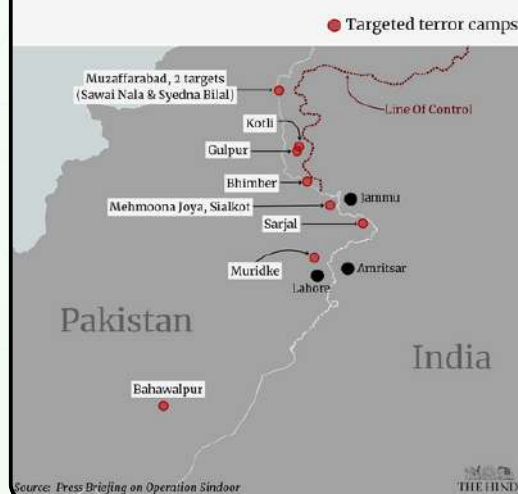 Targeted terror camps
Muzaffarabad, 2 targets
(Sawai Nala & Syedna Bilal)
Line Of Control
Kotli
Gulpur
Bhimber
Jammu
Mehmoona Joya, Sialkot
Sarjal
Muridke
Amritsar
Lahore
Pakistan
India
Bahawalpur
Source: Press Briefing on Operation Sindoor
THE HIND